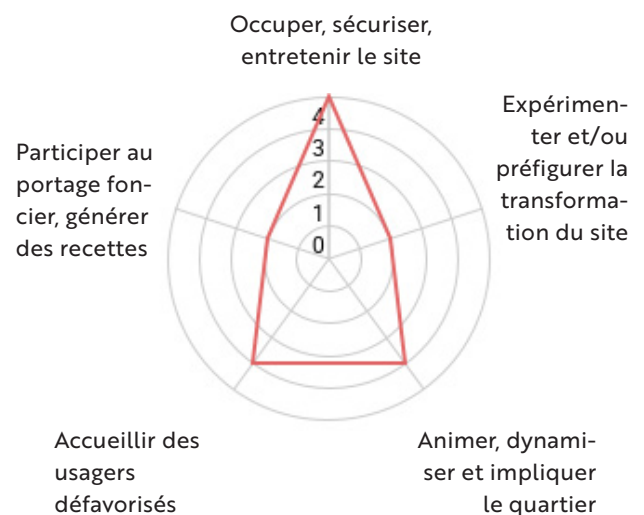 Occuper, sécuriser,
entretenir le site
Expérimen-
ter et/ou
préfigurer la
transforma-
tion du site
Participer au
portage fon-
cier, générer
des recettes
4
3
2
1
0
Accueillir des
usagers
défavorisés
Animer, dynami-
ser et impliquer
le quartier